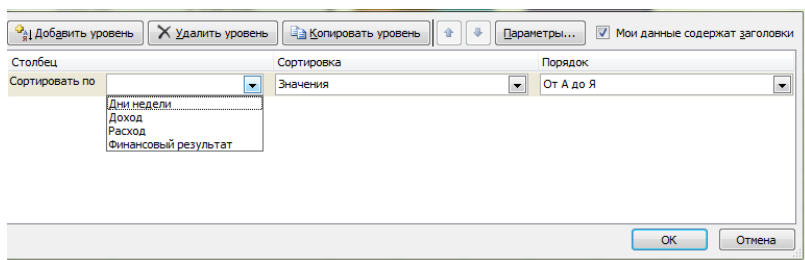 Добавить уровень Удалить уровень Копировать уровень Параметры... Мои данные содержат заголовки
Столбец Сортировка Порядок
Сортировать по Значения От А до Я
Дни недели
Доход
Расход
Финансовый результат
ОК Отмена